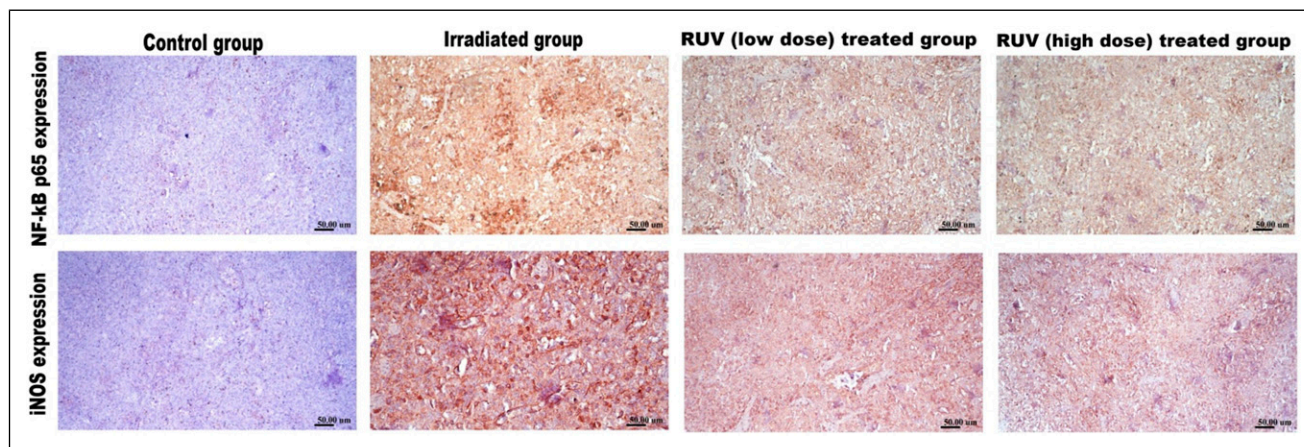 Control group
Irradiated group
RUV (low dose) treated group
RUV (high dose) treated group
NF-kB p65 expression
50.00 um
50.00 um
50.00 um
50.00 um
iNOS expression
50.00 um
50.00 um
50.00 um
50.00 um